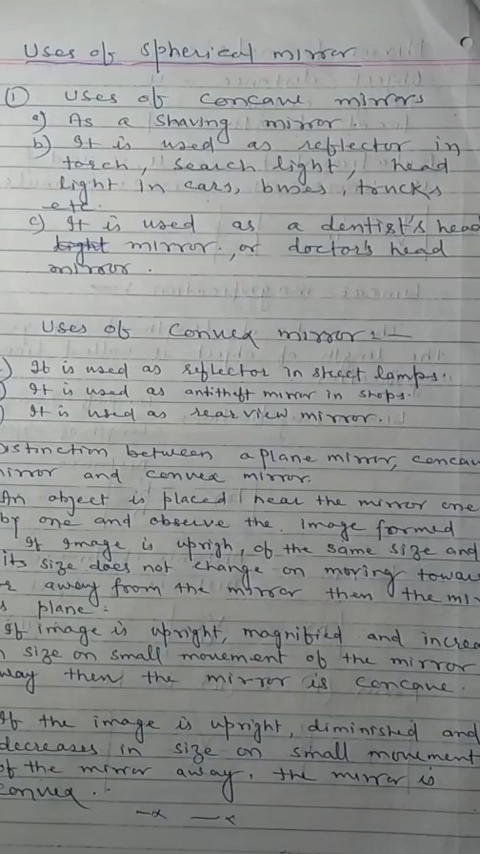 Uses of spherical mirror
① Uses of concave mirrors
a) As a shaving mirror.
b) It is used as reflector in
torch, search light, head
light in cars, buses, trucks
etc.
c) It is used as a dentist's head
mirror, or doctor's head
mirror.
Uses of Convex mirror :-
) It is used as reflector in street lamps.
) It is used as antitheft mirror in shops.
) It is used as rear view mirror.
Distinction between a plane mirror, concav
mirror and convex mirror.
An object is placed near the mirror one
by one and observe the image formed
If image is uprigh, of the same size and
its size does not change on moving towar
away from the mirror then the mi
s plane.
If image is upright, magnified and increa
n size on small movement of the mirror
way then the mirror is concave.
If the image is upright, diminished and
decreases in size on small movement
of the mirror away. the mirror is
convex.